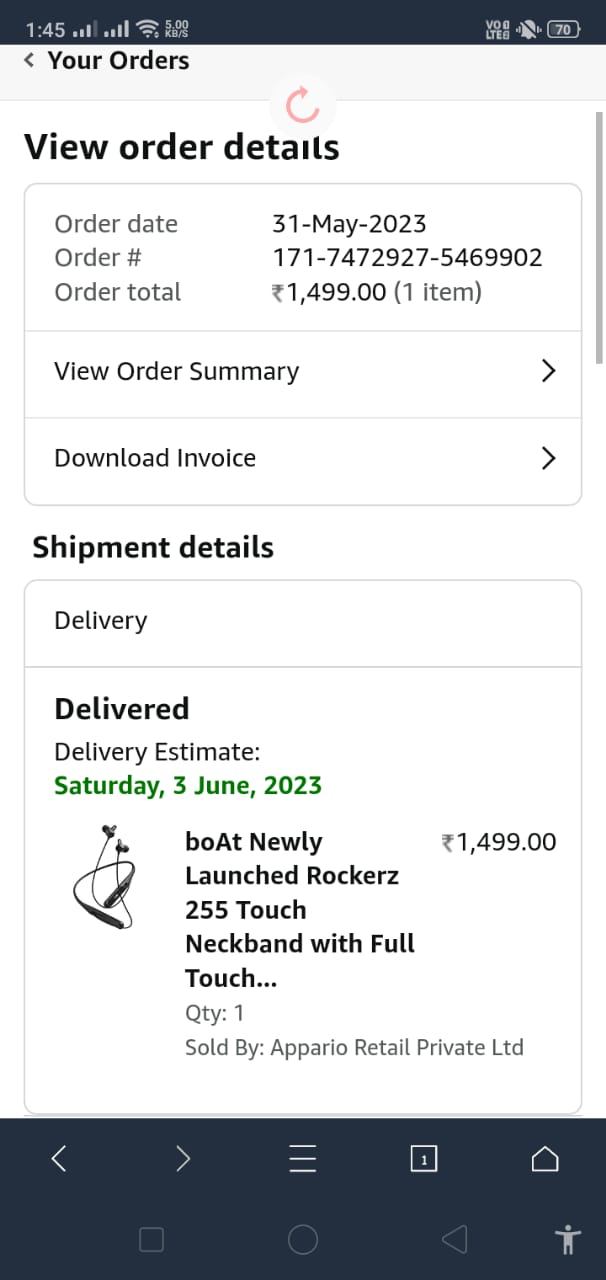 1:45 5.00 KB/S VoD LTE 70
Your Orders
View order details
Order date 31-May-2023
Order # 171-7472927-5469902
Order total ₹1,499.00 (1 item)
View Order Summary
Download Invoice
Shipment details
Delivery
Delivered
Delivery Estimate:
Saturday, 3 June, 2023
boAt Newly ₹1,499.00
Launched Rockerz
255 Touch
Neckband with Full
Touch...
Qty: 1
Sold By: Appario Retail Private Ltd
1